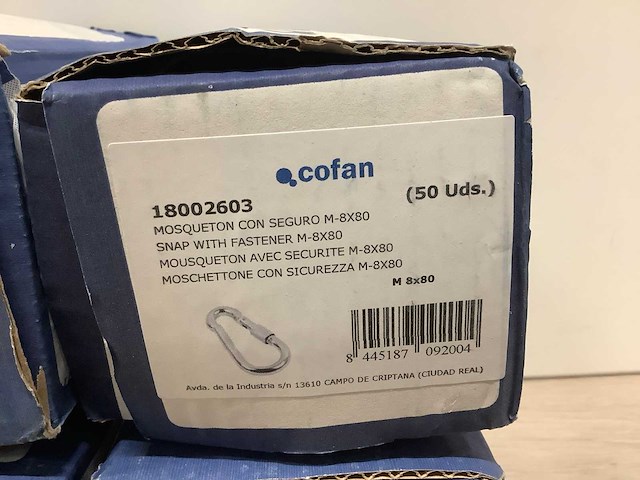 cofan
18002603
(50 Uds.)
MOSQUETON CON SEGURO M-8X80
SNAP WITH FASTENER M-8X80
MOUSQUETON AVEC SECURITE M-8X80
MOSCHETTONE CON SICUREZZA M-8X80
M 8x80
8 445187 092004
Avda. de la Industria s/n 13610 CAMPO DE CRIPTANA (CIUDAD REAL)